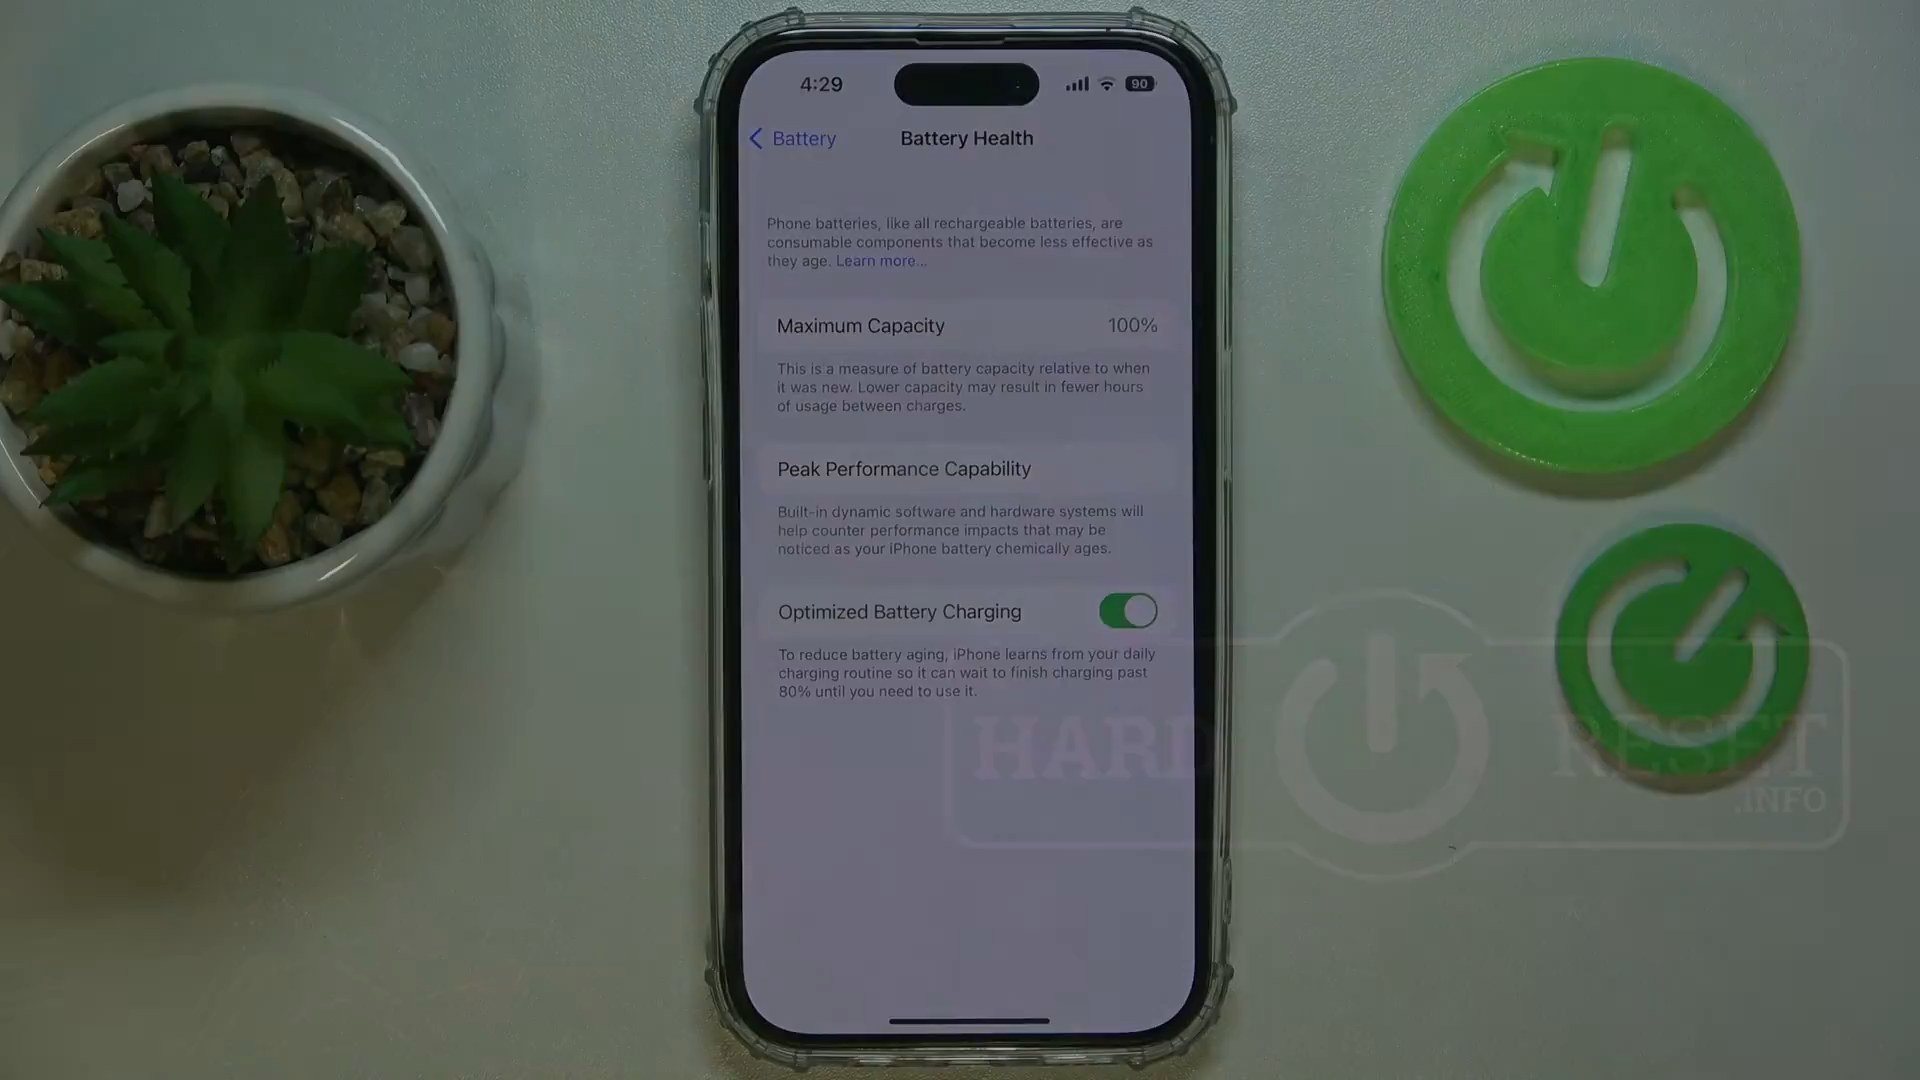 4:29
90
Battery
Battery Health
Phone batteries, like all rechargeable batteries, are
consumable components that become less effective as
they age. Learn more...
Maximum Capacity 100%
This is a measure of battery capacity relative to when
it was new. Lower capacity may result in fewer hours
of usage between charges.
Peak Performance Capability
Built-in dynamic software and hardware systems will
help counter performance impacts that may be
noticed as your iPhone battery chemically ages.
Optimized Battery Charging
To reduce battery aging, iPhone learns from your daily
charging routine so it can wait to finish charging past
80% until you need to use it.
HARD RESET
.INFO